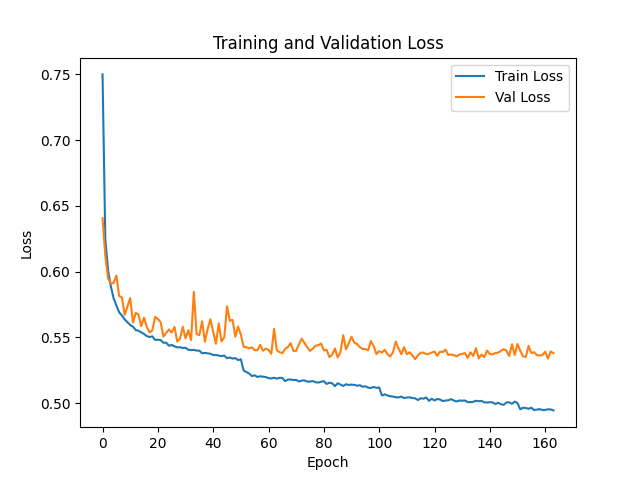 Training and Validation Loss
Train Loss
Val Loss
0.75
0.70
0.65
0.60
0.55
0.50
Loss
0 20 40 60 80 100 120 140 160
Epoch